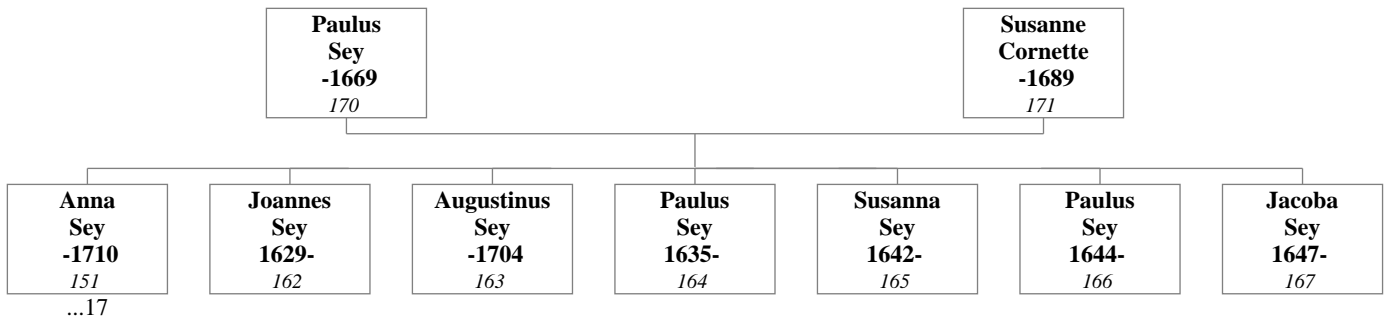 Paulus
Sey
-1669
170
Susanne
Cornette
-1689
171
Anna
Sey
-1710
151
...17
Joannes
Sey
1629-
162
Augustinus
Sey
-1704
163
Paulus
Sey
1635-
164
Susanna
Sey
1642-
165
Paulus
Sey
1644-
166
Jacoba
Sey
1647-
167